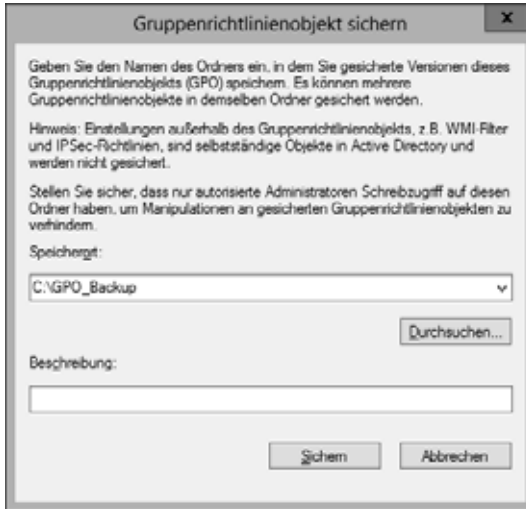 Gruppenrichtlinienobjekt sichern
x
Geben Sie den Namen des Ordners ein, in dem Sie gesicherte Versionen dieses
Gruppenrichtlinienobjekts (GPO) speichern. Es können mehrere
Gruppenrichtlinienobjekte in demselben Ordner gesichert werden.
Hinweis: Einstellungen außerhalb des Gruppenrichtlinienobjekts, z.B. WMI-Filter
und IPSec-Richtlinien, sind selbstständige Objekte in Active Directory und
werden nicht gesichert.
Stellen Sie sicher, dass nur autorisierte Administratoren Schreibzugriff auf diesen
Ordner haben, um Manipulationen an gesicherten Gruppenrichtlinienobjekten zu
verhindern.
Speicherort:
C:\GPO_Backup
Durchsuchen...
Beschreibung:
Sichern
Abbrechen